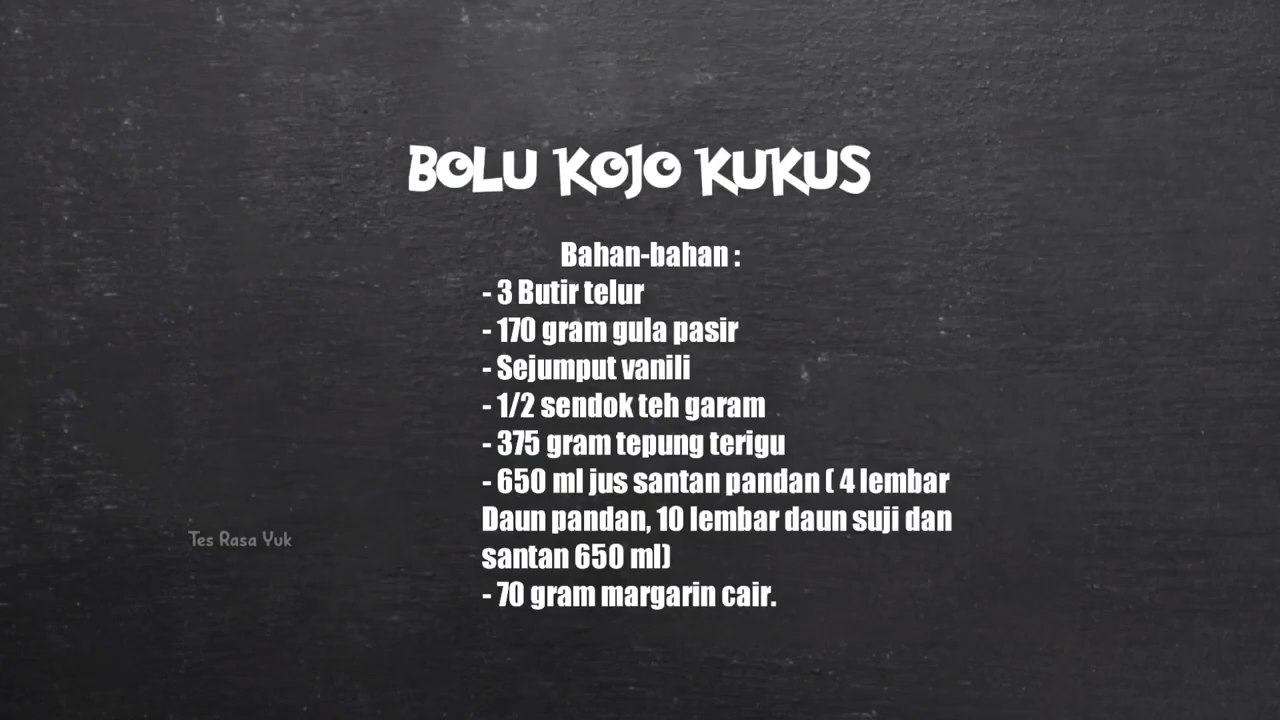 BOLU KOJO KUKUS
Bahan-bahan :
- 3 Butir telur
- 170 gram gula pasir
- Sejumput vanili
- 1/2 sendok teh garam
- 375 gram tepung terigu
- 650 ml jus santan pandan ( 4 lembar
Daun pandan, 10 lembar daun suji dan
santan 650 ml)
- 70 gram margarin cair.
Tes Rasa Yuk